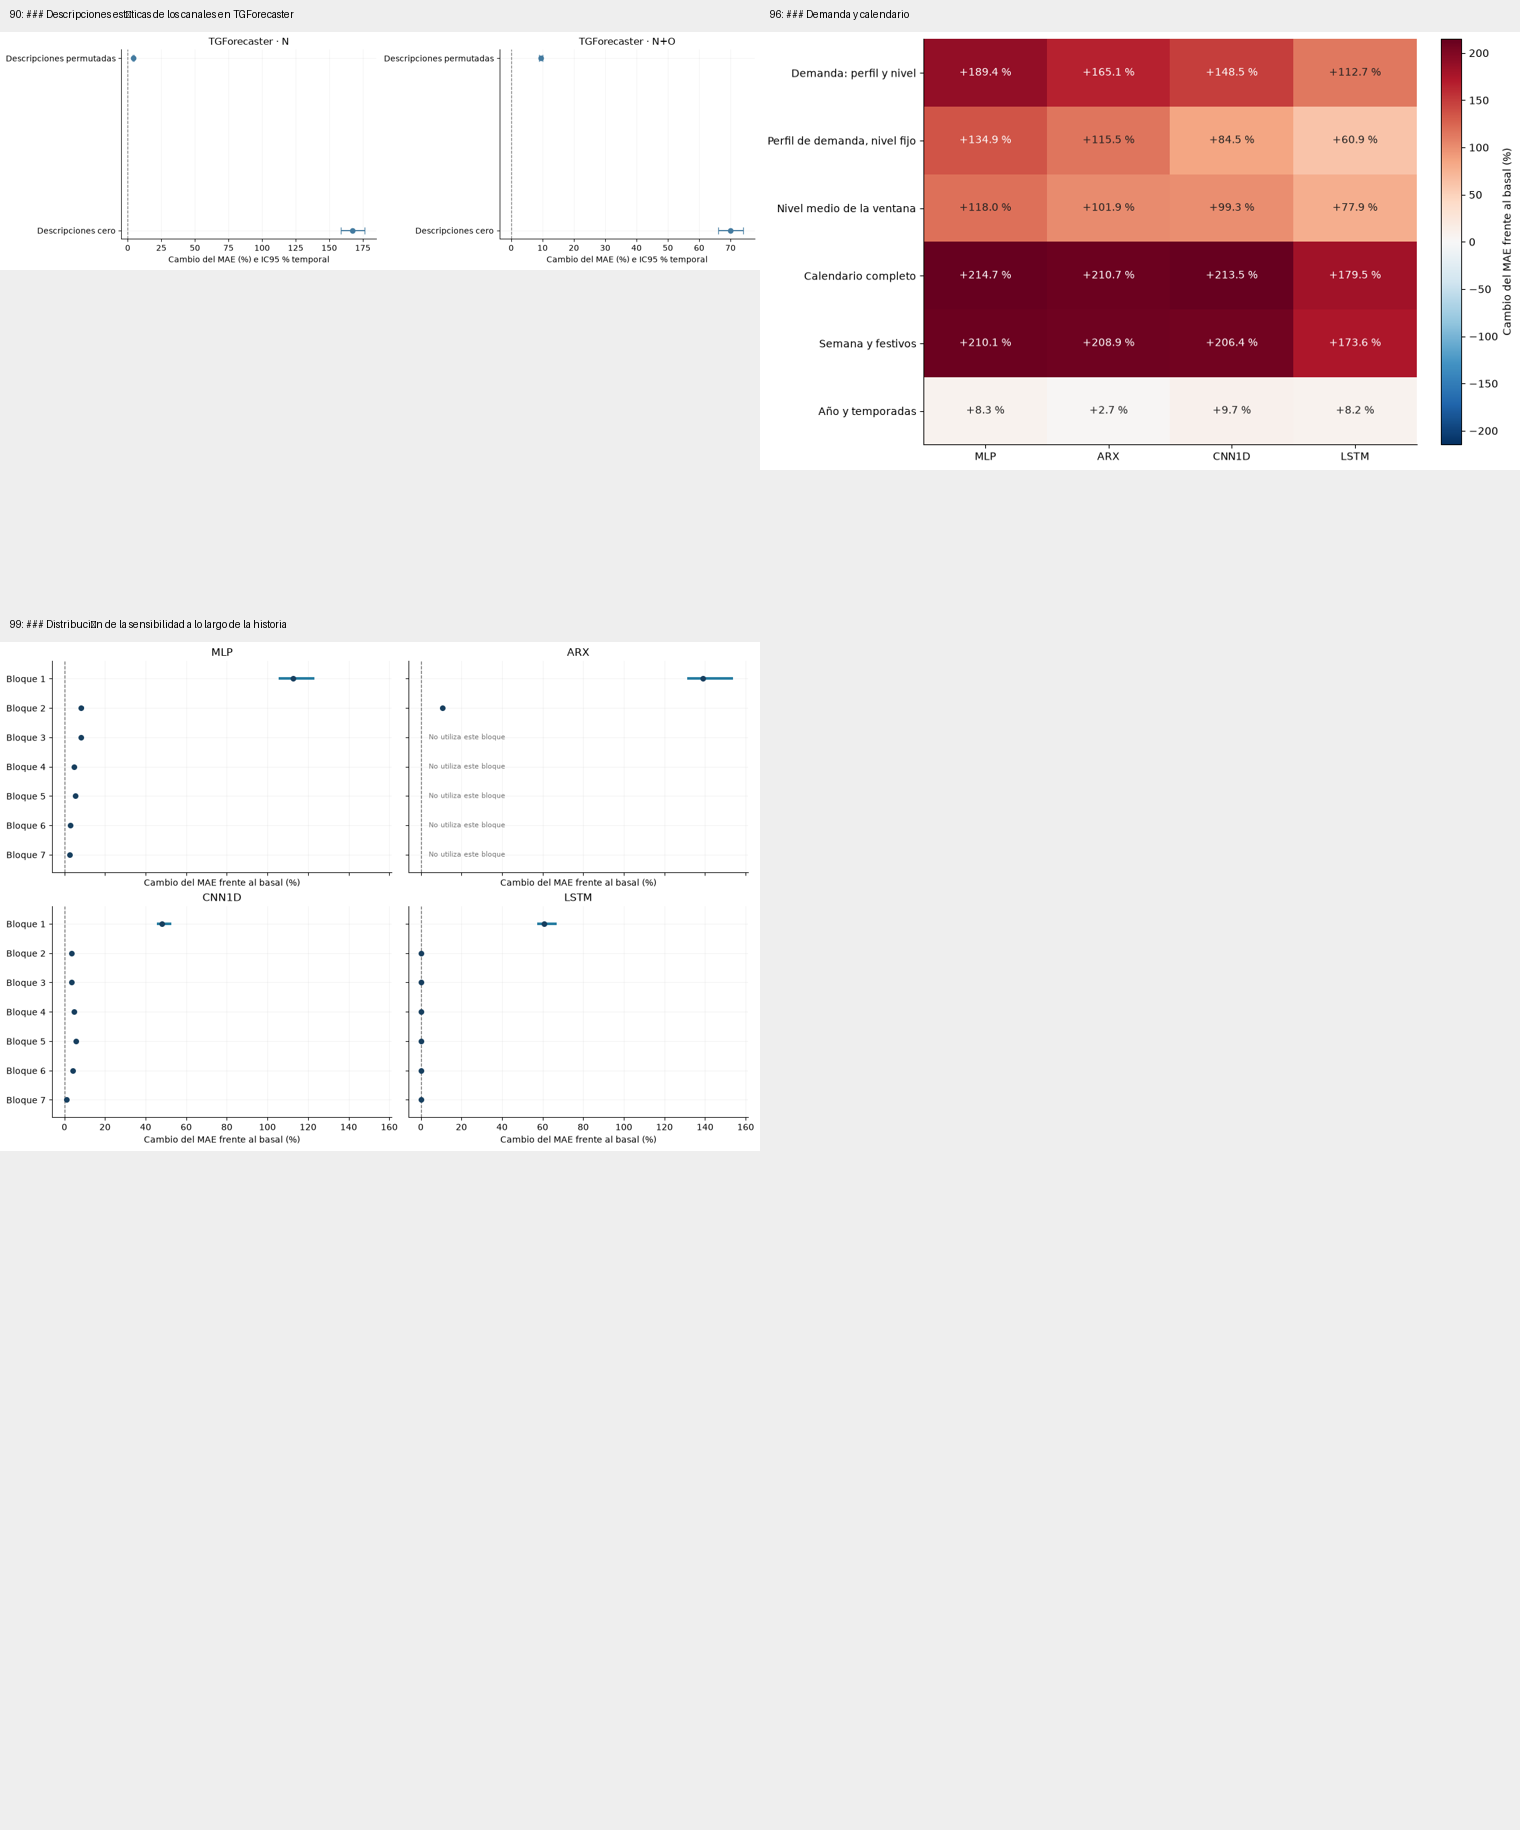 90: ### Descripciones estáticas de los canales en TGForecaster
TGForecaster · N
Descripciones permutadas
Descripciones cero
0 25 50 75 100 125 150 175
Cambio del MAE (%) e IC95 % temporal
TGForecaster · N+O
Descripciones permutadas
Descripciones cero
0 10 20 30 40 50 60 70
Cambio del MAE (%) e IC95 % temporal
96: ### Demanda y calendario
Demanda: perfil y nivel +189.4 % +165.1 % +148.5 % +112.7 %
Perfil de demanda, nivel fijo +134.9 % +115.5 % +84.5 % +60.9 %
Nivel medio de la ventana +118.0 % +101.9 % +99.3 % +77.9 %
Calendario completo +214.7 % +210.7 % +213.5 % +179.5 %
Semana y festivos +210.1 % +208.9 % +206.4 % +173.6 %
Año y temporadas +8.3 % +2.7 % +9.7 % +8.2 %
MLP ARX CNN1D LSTM
200
150
100
50
0
−50
−100
−150
−200
Cambio del MAE frente al basal (%)
99: ### Distribución de la sensibilidad a lo largo de la historia
MLP
Bloque 1
Bloque 2
Bloque 3
Bloque 4
Bloque 5
Bloque 6
Bloque 7
Cambio del MAE frente al basal (%)
ARX
No utiliza este bloque
No utiliza este bloque
No utiliza este bloque
No utiliza este bloque
No utiliza este bloque
Cambio del MAE frente al basal (%)
CNN1D
Bloque 1
Bloque 2
Bloque 3
Bloque 4
Bloque 5
Bloque 6
Bloque 7
0 20 40 60 80 100 120 140 160
Cambio del MAE frente al basal (%)
LSTM
0 20 40 60 80 100 120 140 160
Cambio del MAE frente al basal (%)